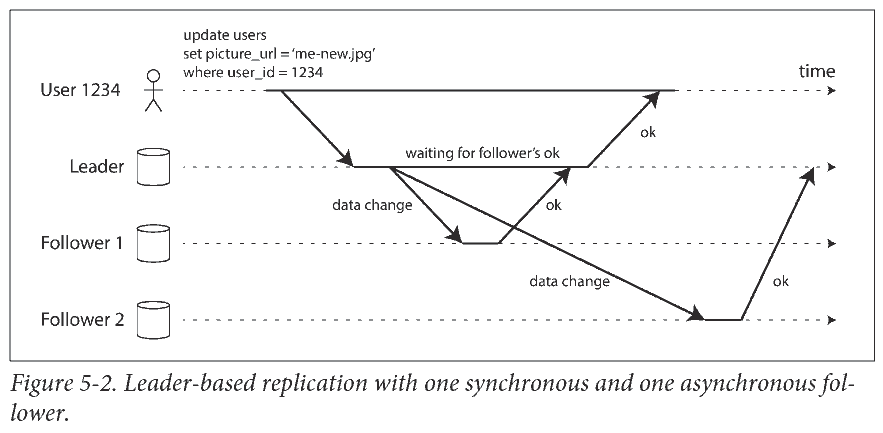 update users
set picture_url = ‘me-new.jpg’
where user_id = 1234
time
User 1234
ok
waiting for follower’s ok
Leader
data change
ok
Follower 1
data change
ok
Follower 2
Figure 5-2. Leader-based replication with one synchronous and one asynchronous fol-
lower.